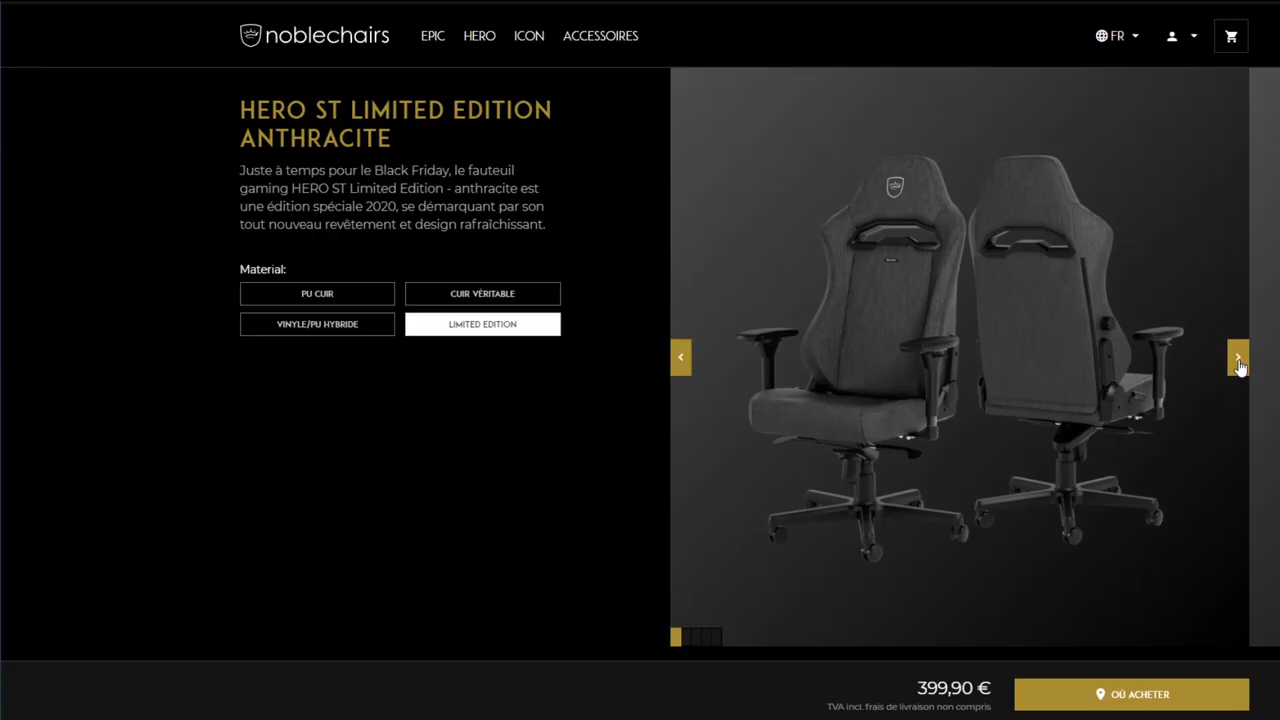 noblechairs
EPIC HERO ICON ACCESSOIRES
FR
HERO ST LIMITED EDITION
ANTHRACITE
Juste à temps pour le Black Friday, le fauteuil
gaming HERO ST Limited Edition - anthracite est
une édition spéciale 2020, se démarquant par son
tout nouveau revêtement et design rafraîchissant.
Material:
PU CUIR
CUIR VÉRITABLE
VINYLE/PU HYBRIDE
LIMITED EDITION
399,90 €
TVA incl. frais de livraison non compris
OÙ ACHETER